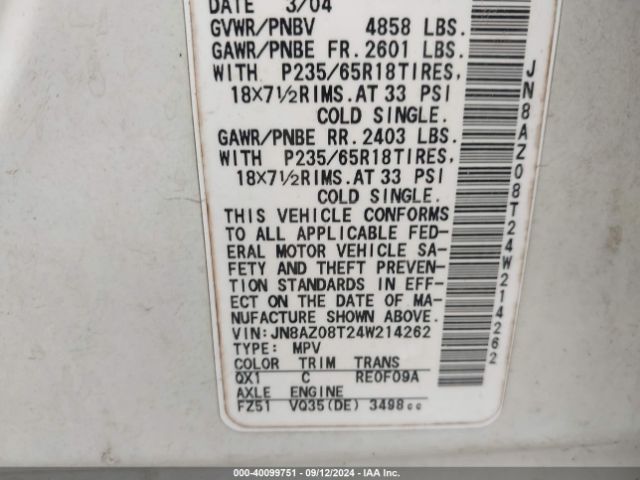 DATE 3/04
GVWR/PNBV 4858 LBS.
GAWR/PNBE FR. 2601 LBS.
WITH P235/65R18TIRES,
18X7½RIMS.AT 33 PSI
COLD SINGLE.
GAWR/PNBE RR. 2403 LBS.
WITH P235/65R18TIRES,
18X7½RIMS.AT 33 PSI
COLD SINGLE.
THIS VEHICLE CONFORMS
TO ALL APPLICABLE FED-
ERAL MOTOR VEHICLE SA-
FETY AND THEFT PREVEN-
TION STANDARDS IN EFF-
ECT ON THE DATE OF MA-
NUFACTURE SHOWN ABOVE.
VIN:JN8AZ08T24W214262
TYPE: MPV
COLOR TRIM TRANS
QX1 C RE0F09A
AXLE ENGINE
FZ51 VQ35(DE) 3498cc
JN8AZ08T24W214262
000-40099751 - 09/12/2024 - IAA Inc.